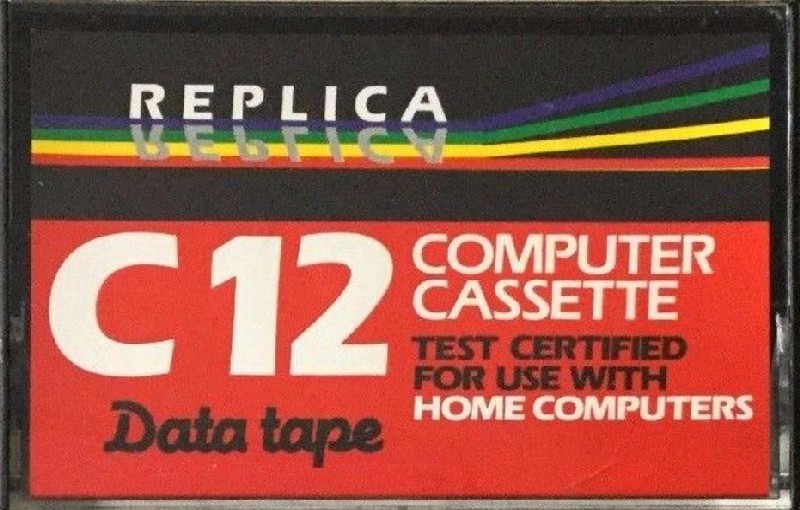 REPLICA
C12
COMPUTER
CASSETTE
TEST CERTIFIED
FOR USE WITH
HOME COMPUTERS
Data tape